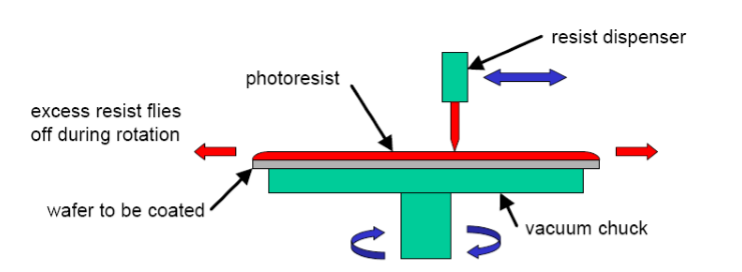 resist dispenser
photoresist
excess resist flies
off during rotation
wafer to be coated
vacuum chuck